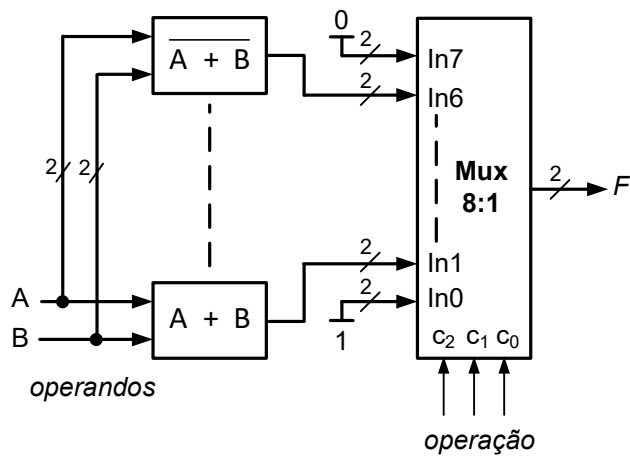 0
2
A + B
2
In7
2
In6
2 2
Mux
8:1
2
F
2
In1
A
2
In0
A + B
B
1
c₂ c₁ c₀
operandos
operação